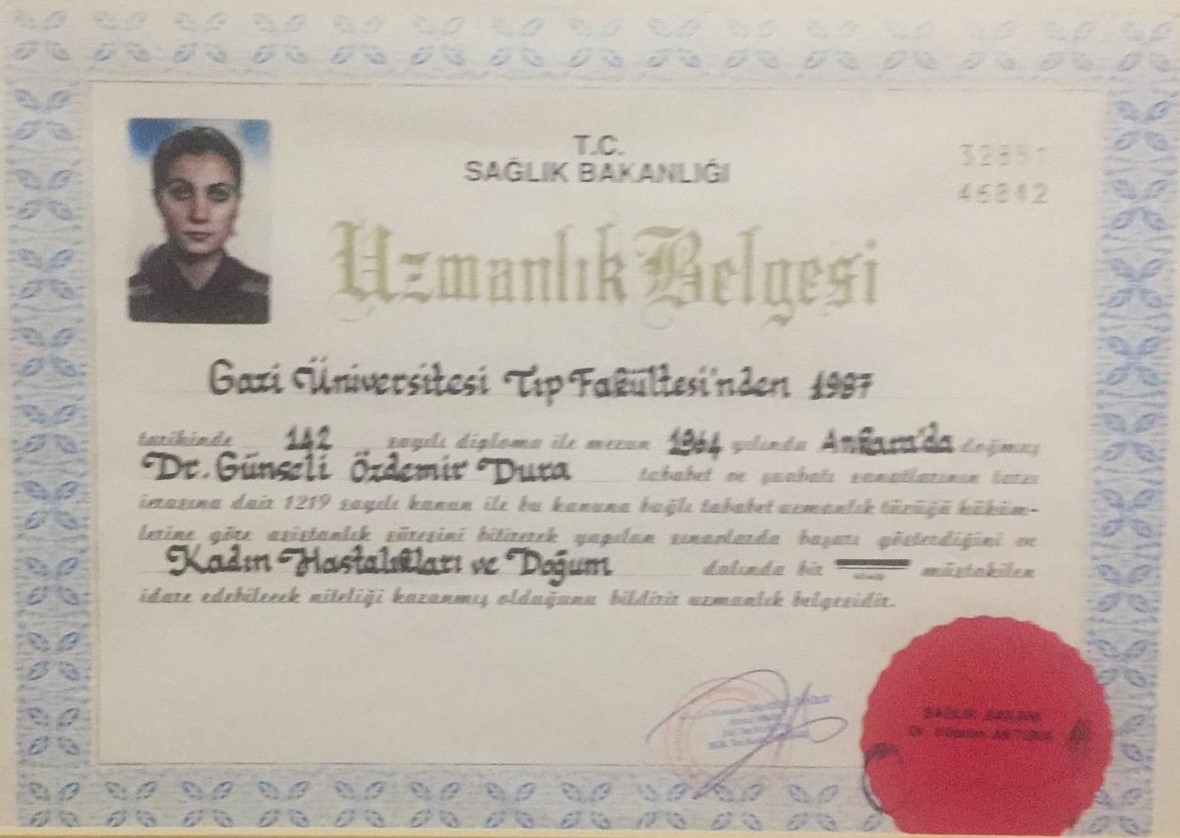 T.C.
SAĞLIK BAKANLIĞI
32851
46842
Uzmanlık Belgesi
Gazi Üniversitesi Tıp Fakültesi'nden 1987
tarihinde 142 sayılı diploma ile mezun 1964 yılında Ankara'da doğmuş
Dr. Günseli Özdemir Dura tababet ve şuabatı sanatlarının tarzı
icrasına dair 1219 sayılı kanun ile bu kanuna bağlı tababet uzmanlık tüzüğü hüküm-
lerine göre asistanlık süresini bitirerek yapılan sınavlarda başarı gösterdiğini ve
Kadın Hastalıkları ve Doğum dalında bir müstakilen
idare edebilecek niteliği kazanmış olduğunu bildirir uzmanlık belgesidir.
SAĞLIK BAKANI
Dr.